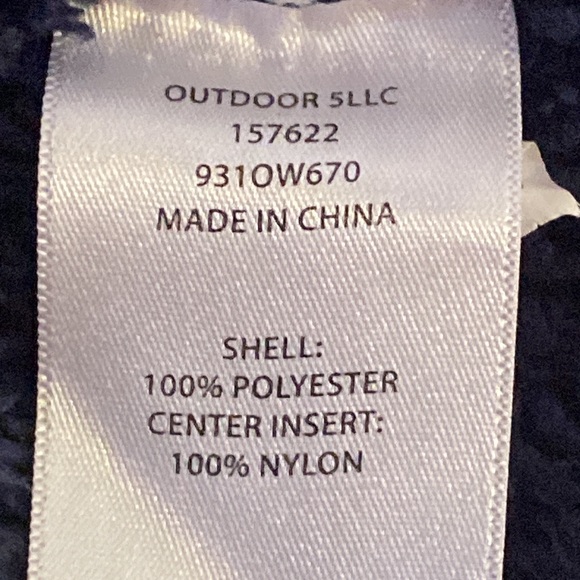 OUTDOOR 5LLC
157622
931OW670
MADE IN CHINA
SHELL:
100% POLYESTER
CENTER INSERT:
100% NYLON